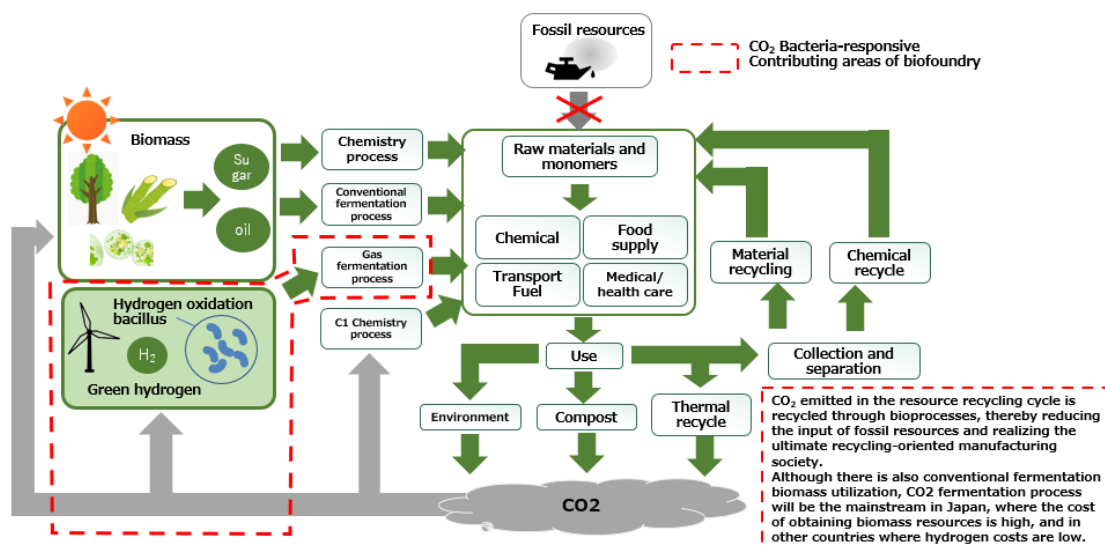 Fossil resources
CO₂ Bacteria-responsive
Contributing areas of biofoundry
Biomass
Su
gar
oil
Chemistry
process
Conventional
fermentation
process
Gas
fermentation
process
C1 Chemistry
process
Hydrogen oxidation
bacillus
H₂
Green hydrogen
Raw materials and
monomers
Chemical
Food
supply
Transport
Fuel
Medical/
health care
Material
recycling
Chemical
recycle
Use
Collection and
separation
Environment
Compost
Thermal
recycle
CO2
CO₂ emitted in the resource recycling cycle is
recycled through bioprocesses, thereby reducing
the input of fossil resources and realizing the
ultimate recycling-oriented manufacturing
society.
Although there is also conventional fermentation
biomass utilization, CO2 fermentation process
will be the mainstream in Japan, where the cost
of obtaining biomass resources is high, and in
other countries where hydrogen costs are low.